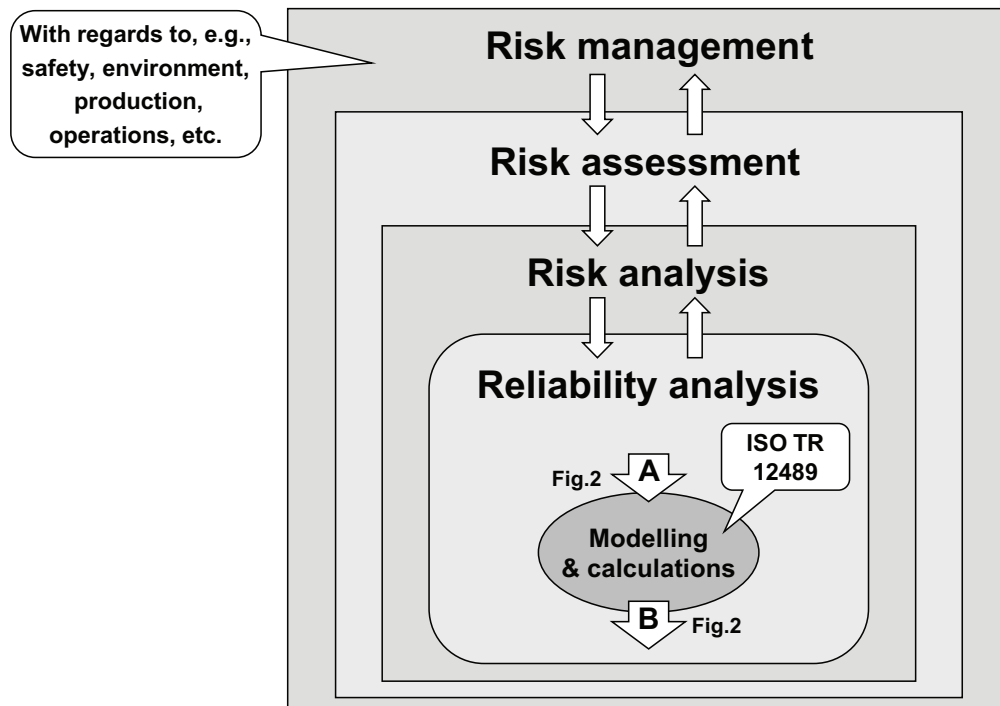 With regards to, e.g.,
safety, environment,
production,
operations, etc.
Risk management
Risk assessment
Risk analysis
Reliability analysis
ISO TR
12489
A
Fig.2
Modelling
& calculations
B
Fig.2